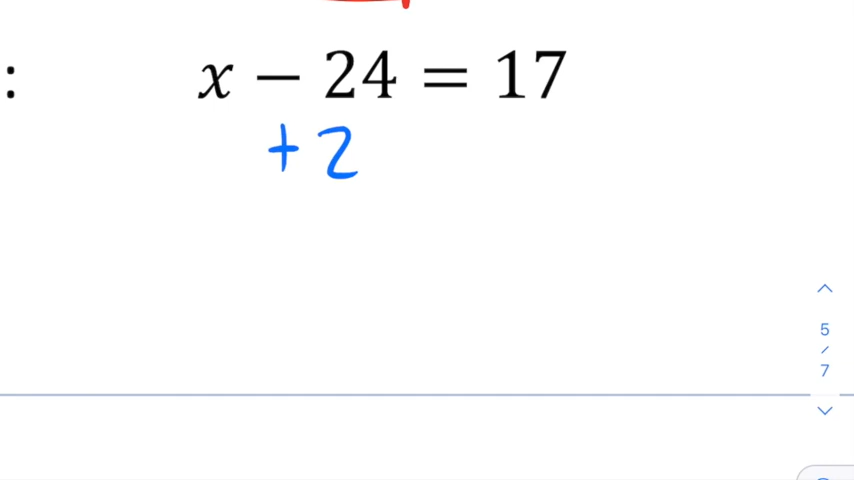 : x − 24 = 17
+ 2
5
/
7